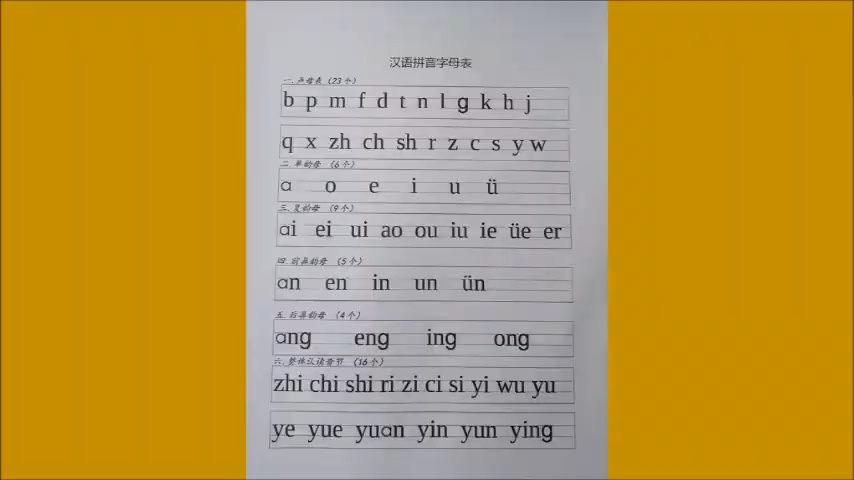 汉语拼音字母表
一.声母表（23个）
b p m f d t n l g k h j
q x zh ch sh r z c s y w
二.单韵母 （6个）
a o e i u ü
三.复韵母 （9个）
ai ei ui ao ou iu ie üe er
四.前鼻韵母 （5个）
an en in un ün
五.后鼻韵母 （4个）
ang eng ing ong
六.整体认读音节 （16个）
zhi chi shi ri zi ci si yi wu yu
ye yue yuan yin yun ying